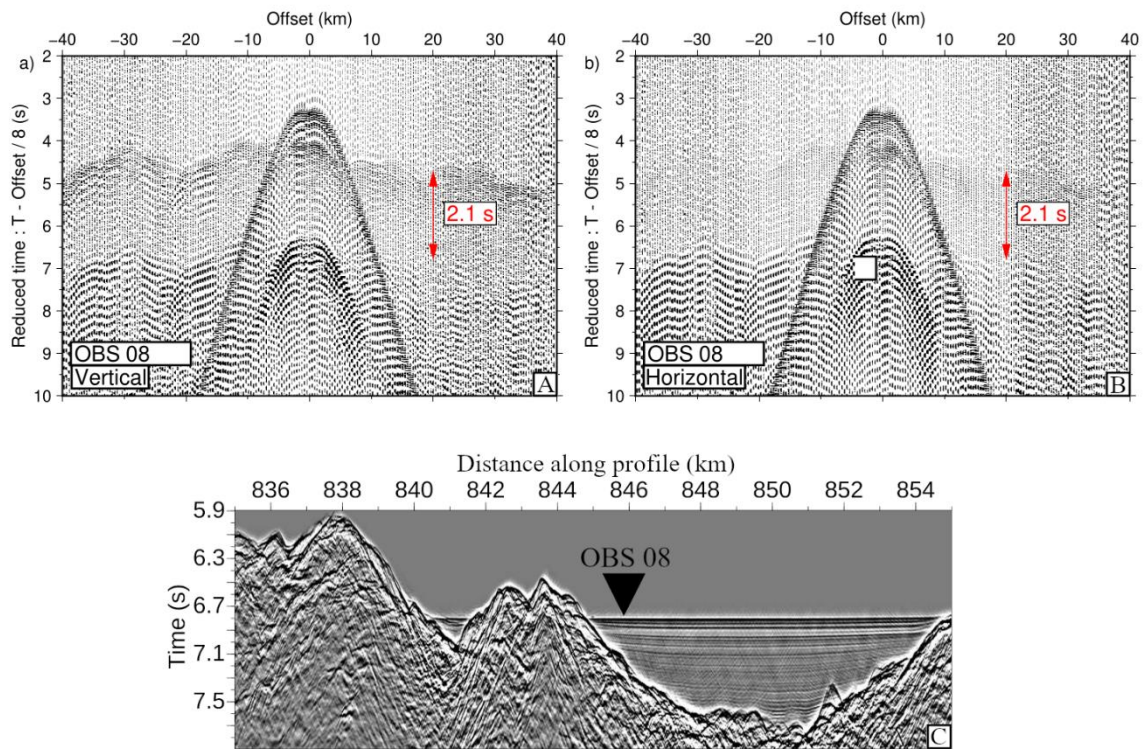 Offset (km)
−40 −30 −20 −10 0 10 20 30 40
a)
Reduced time : T - Offset / 8 (s)
2
3
4
5
6
7
8
9
10
2.1 s
OBS 08
Vertical
A
Offset (km)
−40 −30 −20 −10 0 10 20 30 40
b)
Reduced time : T - Offset / 8 (s)
2
3
4
5
6
7
8
9
10
2.1 s
OBS 08
Horizontal
B
Distance along profile (km)
836 838 840 842 844 846 848 850 852 854
Time (s)
5.9
6.3
6.7
7.1
7.5
OBS 08
C